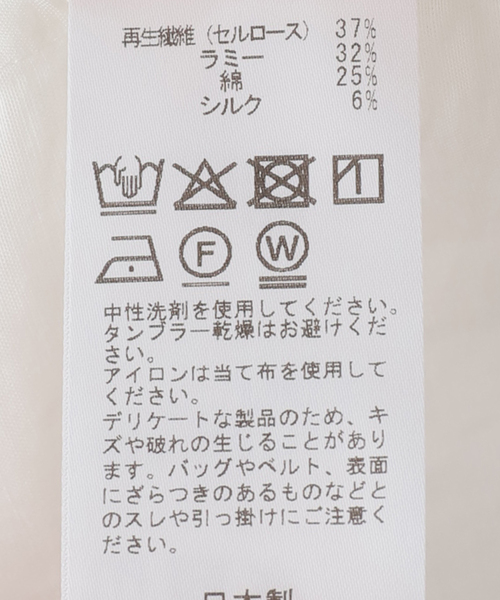 再生繊維（セルロース） 37%
ラミー 32%
綿 25%
シルク 6%
F W
中性洗剤を使用してください。
タンブラー乾燥はお避けくだ
さい。
アイロンは当て布を使用して
ください。
デリケートな製品のため、キ
ズや破れの生じることがあり
ます。バッグやベルト、表面
にざらつきのあるものなどと
のスレや引っ掛けにご注意く
ださい。
日本製